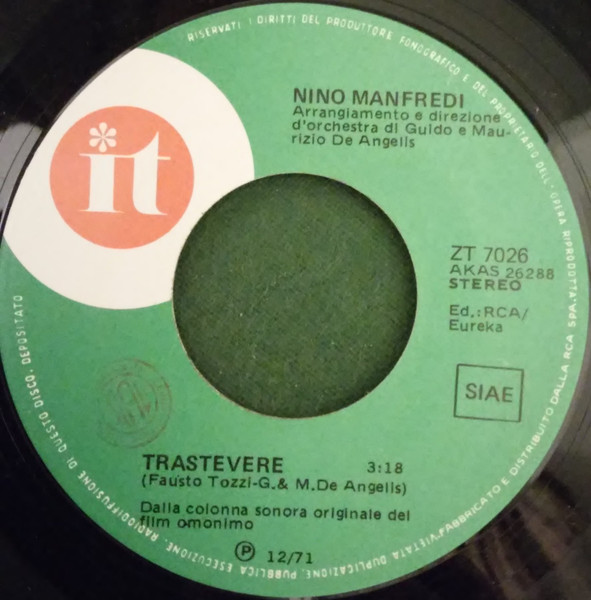 RISERVATI I DIRITTI DEL PRODUTTORE FONOGRAFICO E DEL PROPRIETARIO DELL'OPERA RIPRODOTTA.
it
NINO MANFREDI
Arrangiamento e direzione
d'orchestra di Guido e Mau-
rizio De Angelis
ZT 7026
AKAS 26288
STEREO
Ed.:RCA/
Eureka
SIAE
TRASTEVERE 3:18
(Fausto Tozzi-G.& M.De Angelis)
Dalla colonna sonora originale del
film omonimo
Ⓟ 12/71
VIETATA DUPLICAZIONE, PUBBLICA ESECUZIONE, RADIODIFFUSIONE DI QUESTO DISCO. DEPOSITATO
FABBRICATO E DISTRIBUITO DALLA RCA